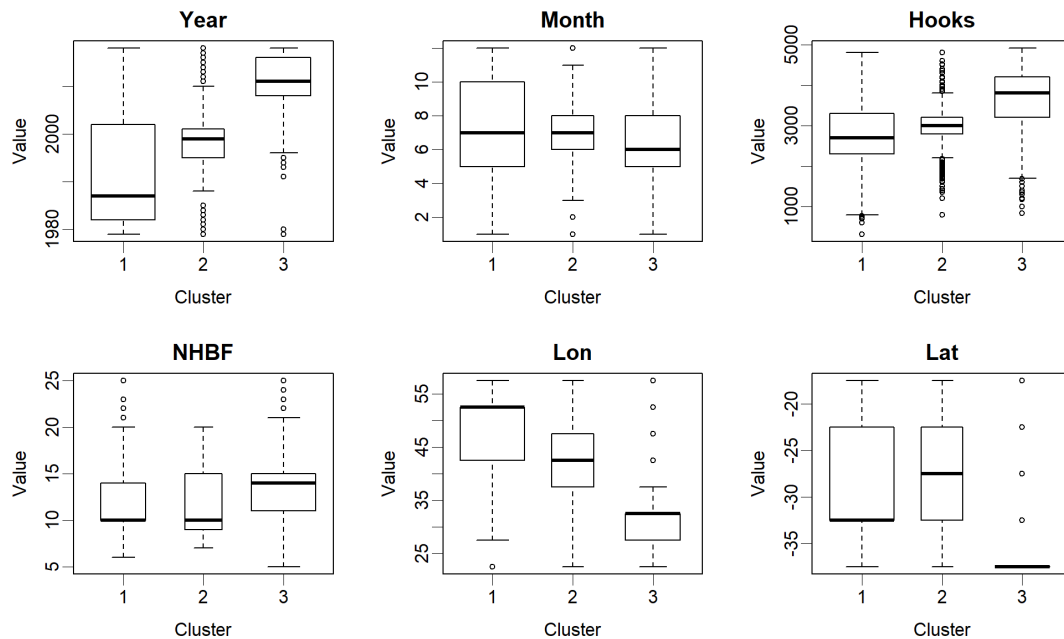 Year
Value
1980
2000
1
2
3
Cluster
Month
Value
2
4
6
8
10
1
2
3
Cluster
Hooks
Value
1000
3000
5000
1
2
3
Cluster
NHBF
Value
5
10
15
20
25
1
2
3
Cluster
Lon
Value
25
35
45
55
1
2
3
Cluster
Lat
Value
-35
-30
-25
-20
1
2
3
Cluster